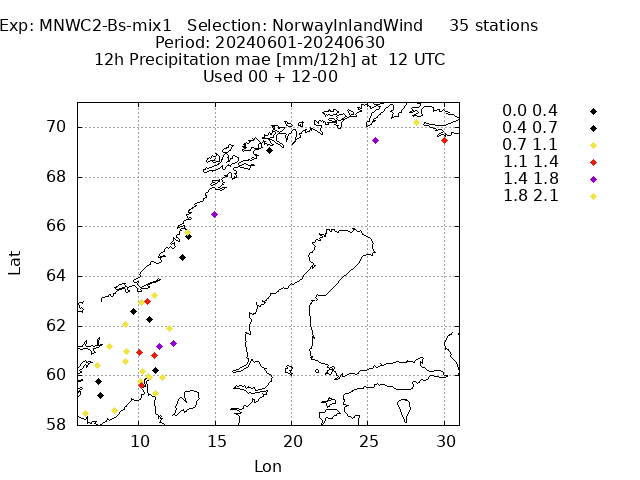 Exp: MNWC2-Bs-mix1   Selection: NorwayInlandWind     35 stations
Period: 20240601-20240630
12h Precipitation mae [mm/12h] at  12 UTC
Used 00 + 12-00
0.0 0.4
0.4 0.7
0.7 1.1
1.1 1.4
1.4 1.8
1.8 2.1
Lat
70
68
66
64
62
60
58
10 15 20 25 30
Lon